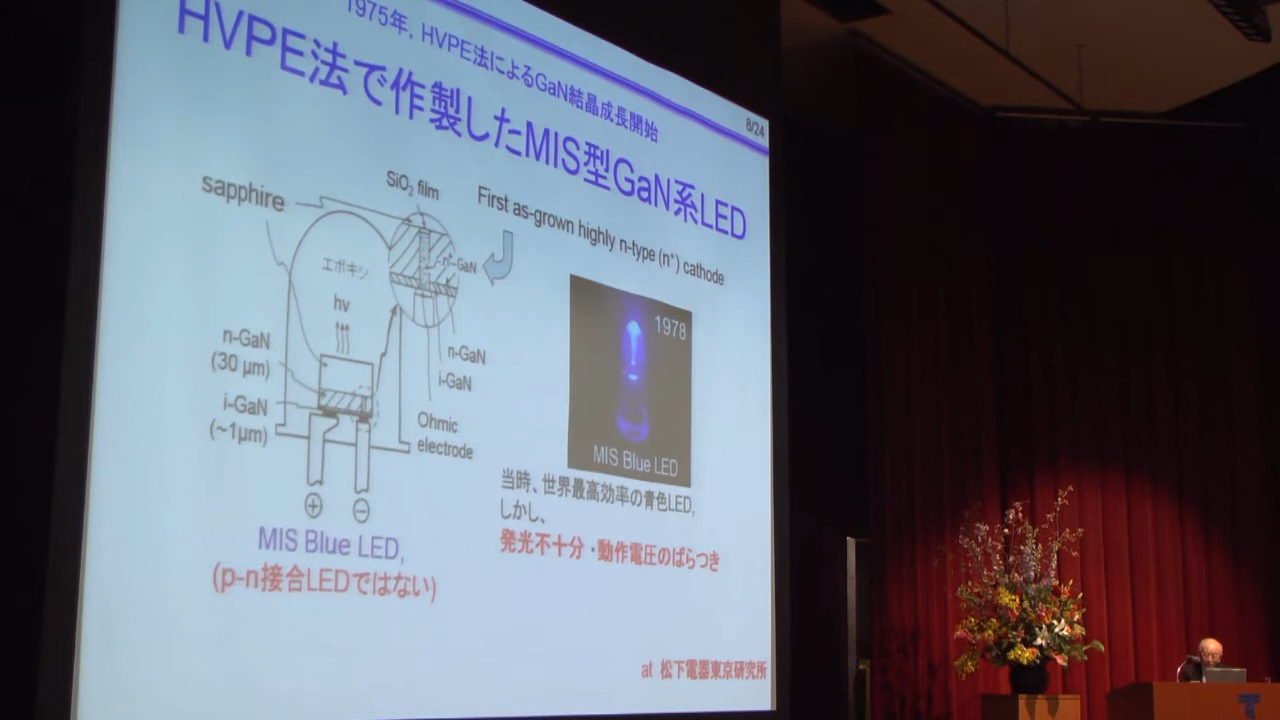 1975年, HVPE法によるGaN結晶成長開始
8/24
HVPE法で作製したMIS型GaN系LED
sapphire
SiO₂ film
First as-grown highly n-type (n⁺) cathode
n⁺-GaN
エポキシ
hν
n-GaN
(30 μm)
i-GaN
(~1μm)
n-GaN
i-GaN
Ohmic
electrode
+
−
1978
MIS Blue LED
MIS Blue LED,
(p-n接合LEDではない)
当時、世界最高効率の青色LED,
しかし、
発光不十分・動作電圧のばらつき
at 松下電器東京研究所